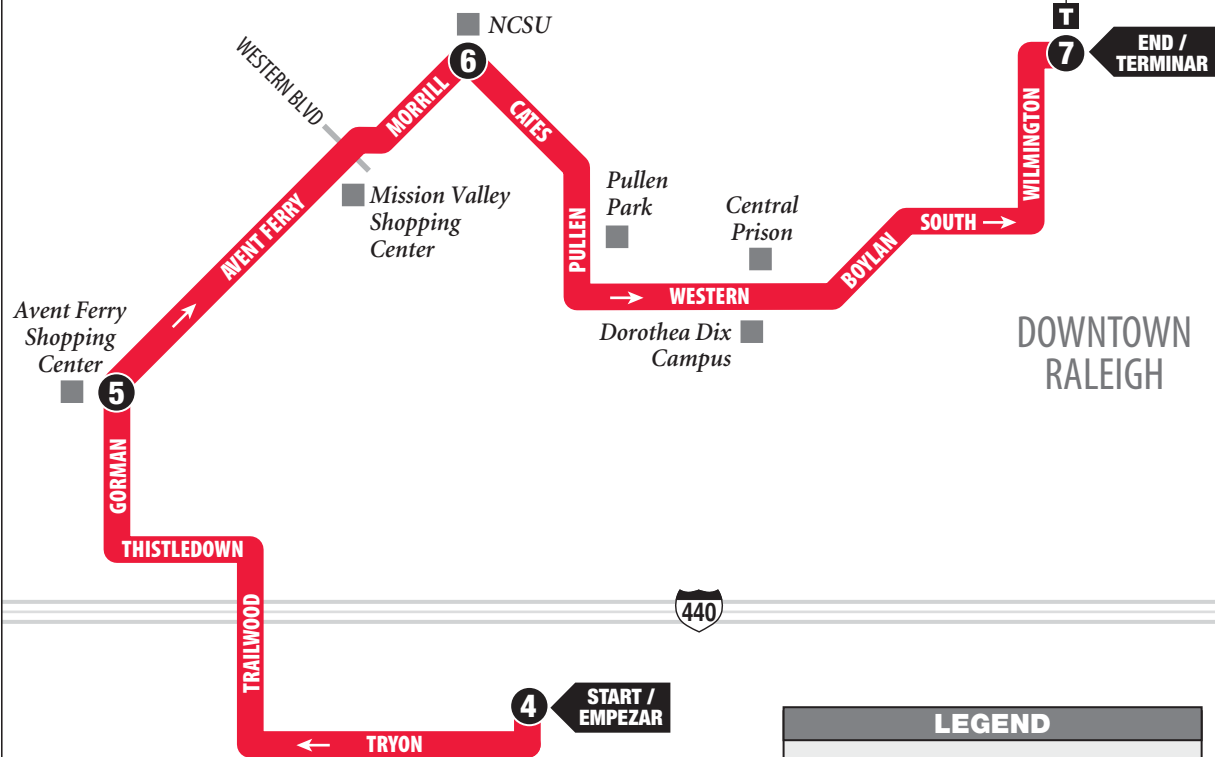 NCSU
T
6
7
END /
TERMINAR
WESTERN BLVD
MORRILL
CATES
WILMINGTON
Mission Valley
Shopping
Center
Pullen
Park
Central
Prison
AVENT FERRY
PULLEN
SOUTH →
BOYLAN
→ WESTERN
Avent Ferry
Shopping
Center
Dorothea Dix
Campus
DOWNTOWN
RALEIGH
5
GORMAN
THISTLEDOWN
440
TRAILWOOD
4
START /
EMPEZAR
← TRYON
LEGEND